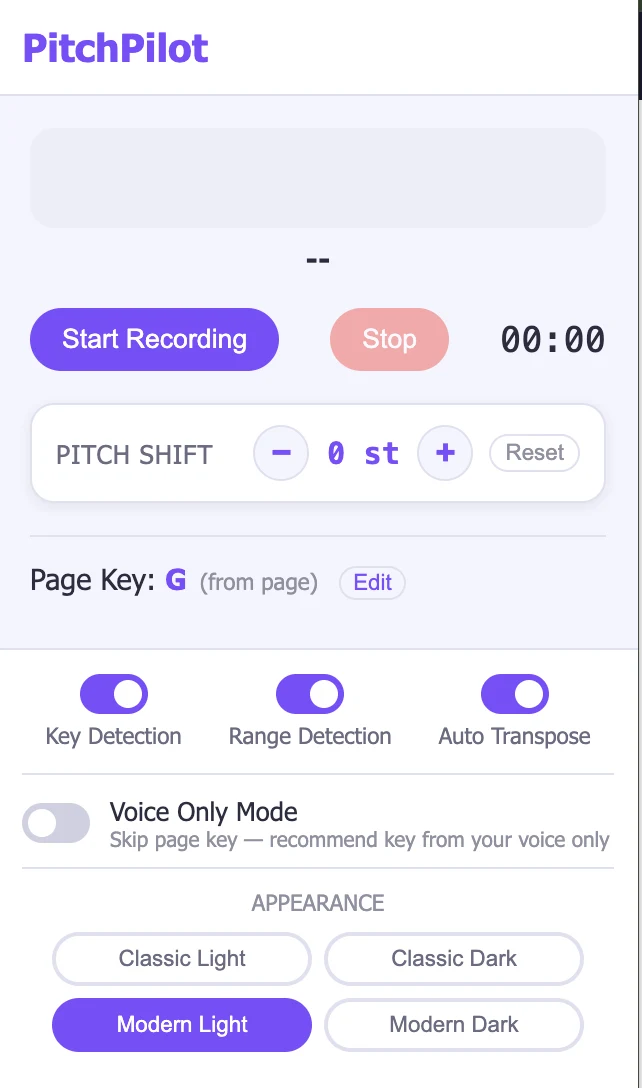 PitchPilot
--
Start Recording Stop 00:00
PITCH SHIFT − 0 st + Reset
Page Key: G (from page) Edit
Key Detection Range Detection Auto Transpose
Voice Only Mode
Skip page key — recommend key from your voice only
APPEARANCE
Classic Light Classic Dark
Modern Light Modern Dark